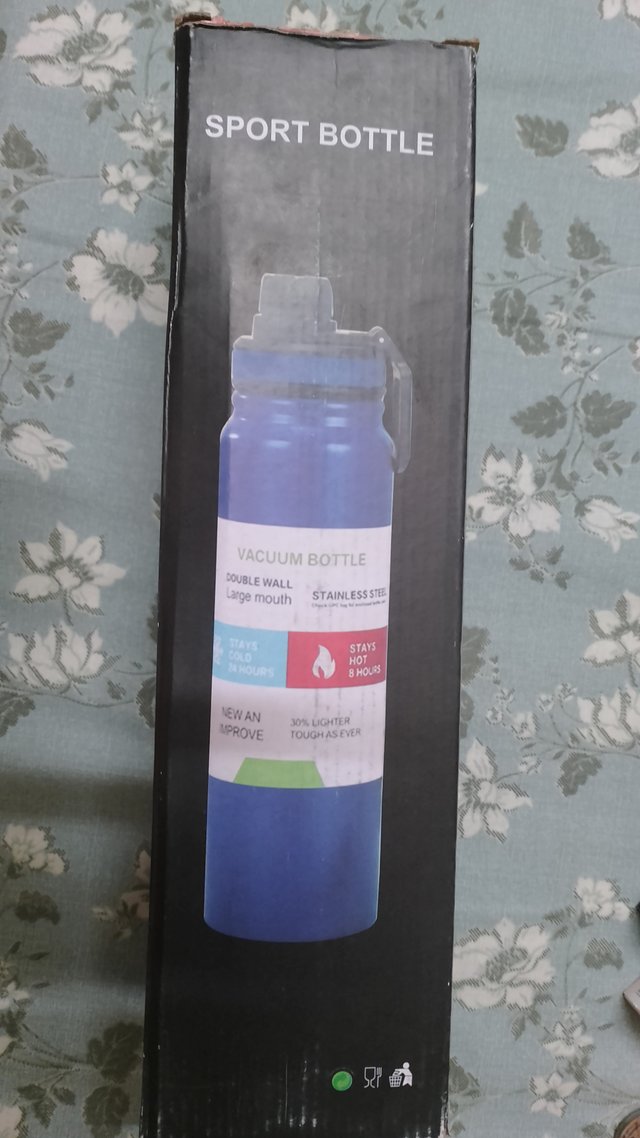 SPORT BOTTLE
VACUUM BOTTLE
DOUBLE WALL
Large mouth
STAINLESS STEEL
STAYS
COLD
24 HOURS
STAYS
HOT
8 HOURS
NEW AN
IMPROVE
30% LIGHTER
TOUGH AS EVER